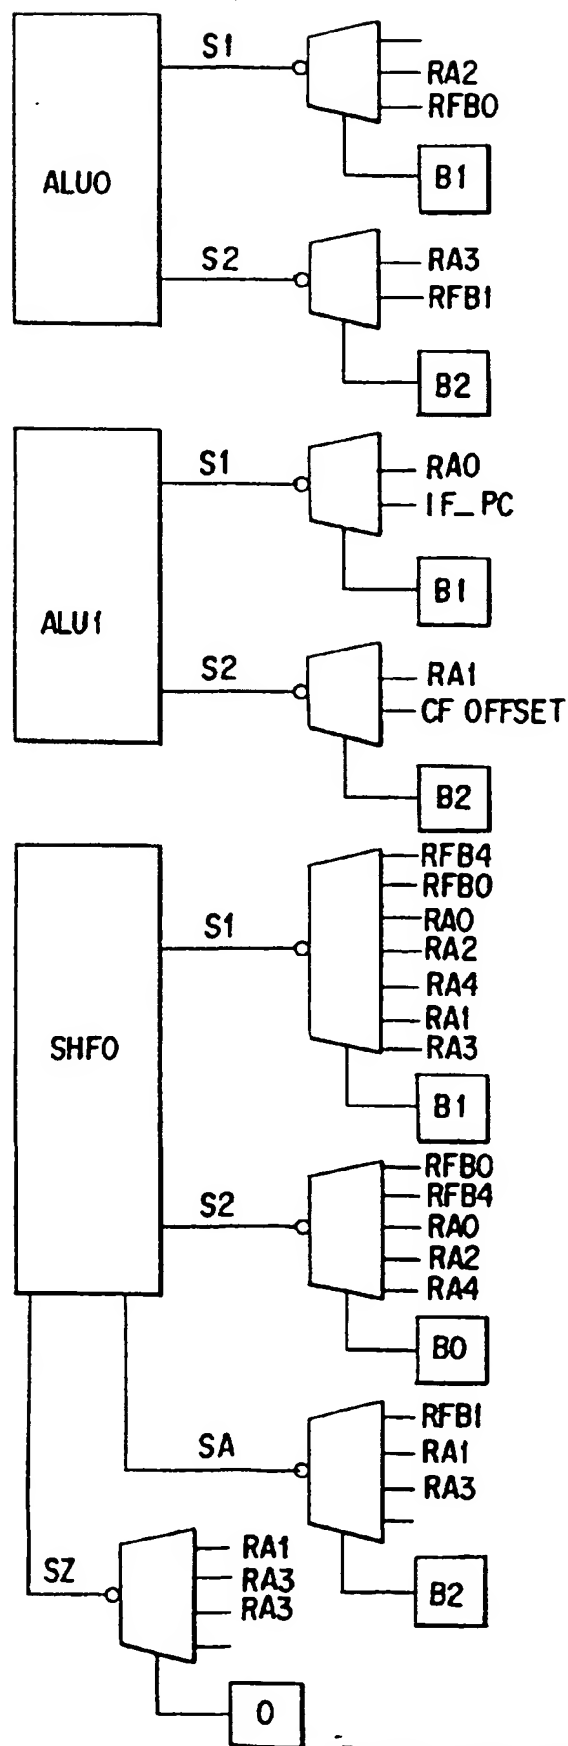 S1
RA2
RFB0
ALU0
B1
S2
RA3
RFB1
B2
S1
RA0
IF_PC
B1
ALU1
S2
RA1
CF OFFSET
B2
RFB4
RFB0
S1
RA0
RA2
RA4
RA1
SHF0
RA3
B1
RFB0
RFB4
S2
RA0
RA2
RA4
B0
RFB1
SA
RA1
RA3
RA1
SZ
RA3
RA3
B2
0